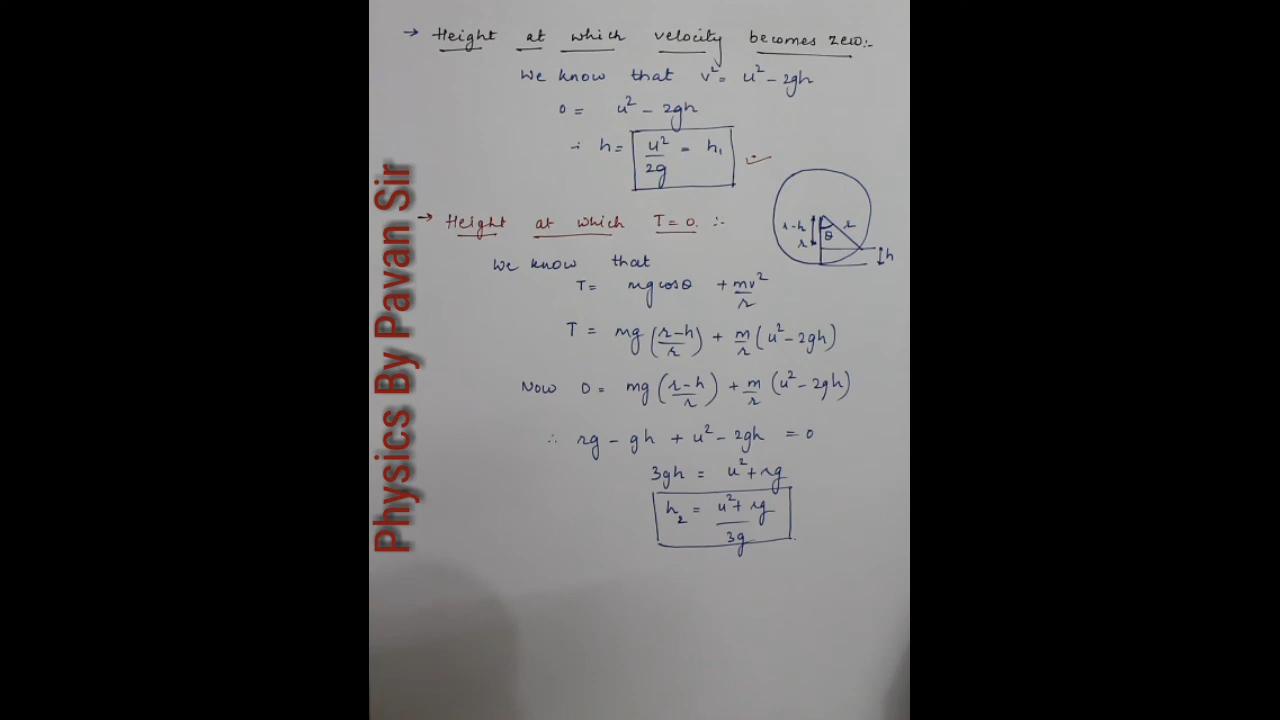 → Height at which velocity becomes zero:-
We know that v² = u² - 2gh
0 = u² - 2gh
∴ h = u²/2g = h₁
→ Height at which T = 0 :-
r-h
r
θ
r
h
We know that
T = mg cosθ + mv²/r
T = mg (r-h/r) + m/r (u² - 2gh)
Now 0 = mg (r-h/r) + m/r (u² - 2gh)
∴ rg - gh + u² - 2gh = 0
3gh = u² + rg
h₂ = u² + rg/3g
Physics By Pavan Sir